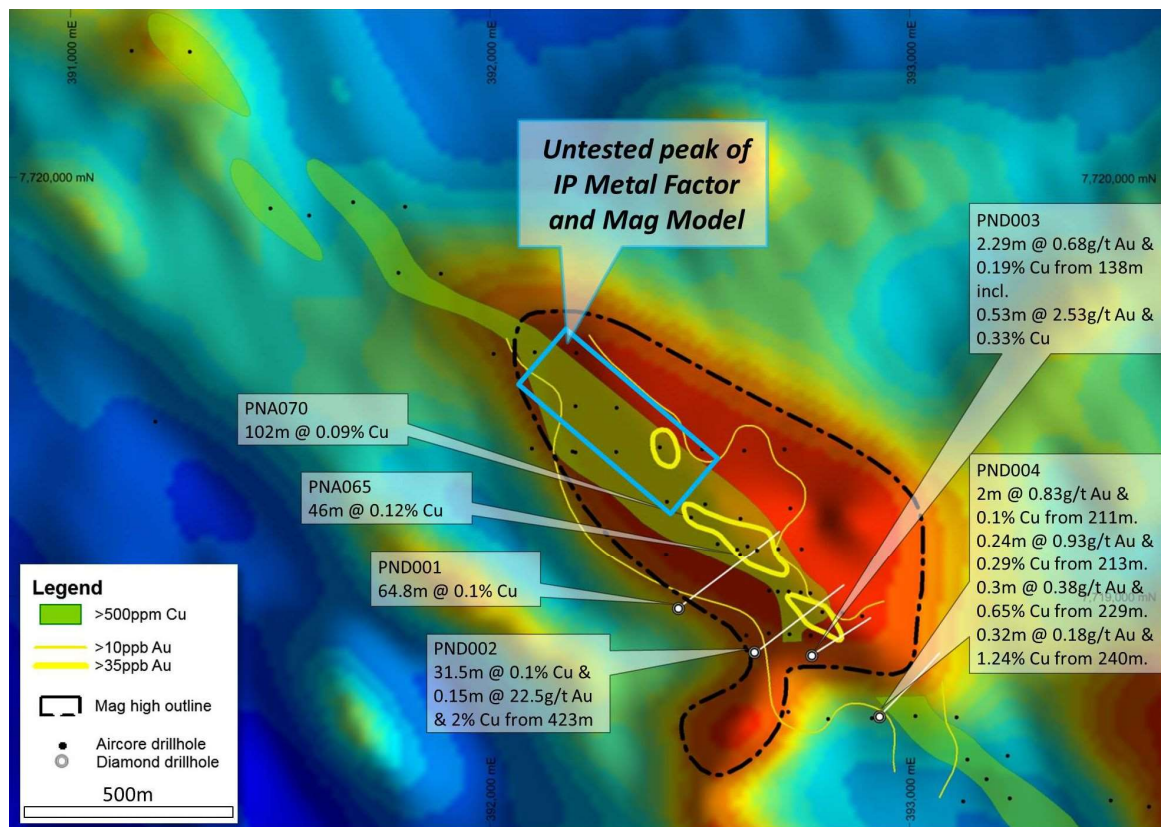 391,000 mE
392,000 mE
393,000 mE
7,720,000 mN
7,720,000 mN
Untested peak of
IP Metal Factor
and Mag Model
PND003
2.29m @ 0.68g/t Au &
0.19% Cu from 138m
incl.
0.53m @ 2.53g/t Au &
0.33% Cu
PNA070
102m @ 0.09% Cu
PNA065
46m @ 0.12% Cu
PND001
64.8m @ 0.1% Cu
PND002
31.5m @ 0.1% Cu &
0.15m @ 22.5g/t Au
& 2% Cu from 423m
PND004
2m @ 0.83g/t Au &
0.1% Cu from 211m.
0.24m @ 0.93g/t Au &
0.29% Cu from 213m.
0.3m @ 0.38g/t Au &
0.65% Cu from 229m.
0.32m @ 0.18g/t Au &
1.24% Cu from 240m.
7,719,000 mN
Legend
>500ppm Cu
>10ppb Au
>35ppb Au
Mag high outline
Aircore drillhole
Diamond drillhole
500m
392,000 mE
393,000 mE